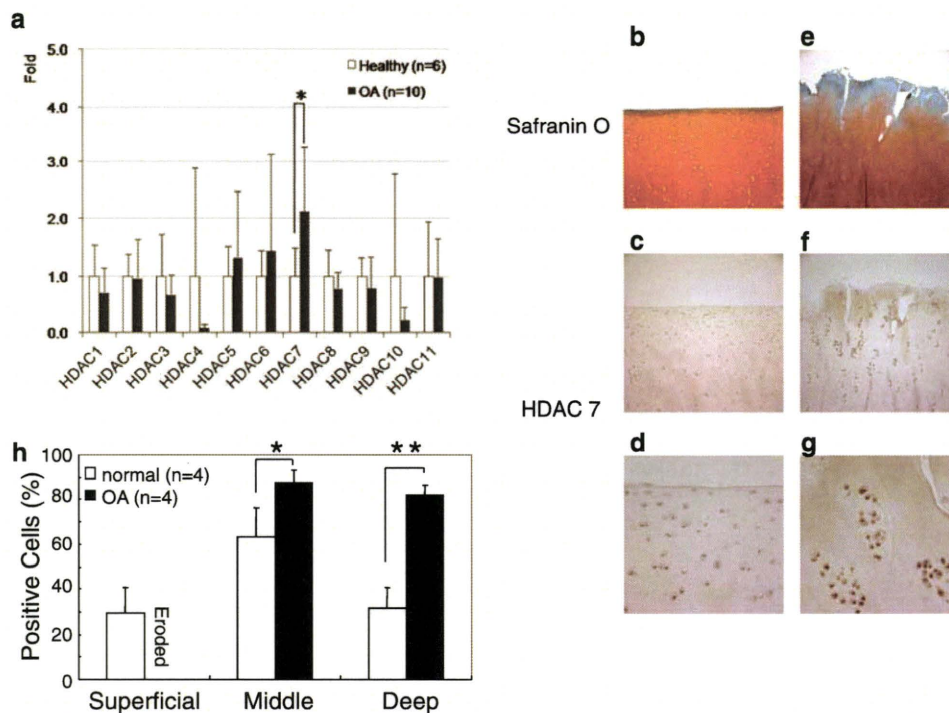 a
Fold
5.0
4.0
3.0
2.0
1.0
0.0
Healthy (n=6)
OA (n=10)
*
HDAC1
HDAC2
HDAC3
HDAC4
HDAC5
HDAC6
HDAC7
HDAC8
HDAC9
HDAC10
HDAC11
b
e
Safranin O
c
f
HDAC 7
d
g
h
Positive Cells (%)
100
80
60
40
20
0
normal (n=4)
OA (n=4)
*
**
Eroded
Superficial
Middle
Deep